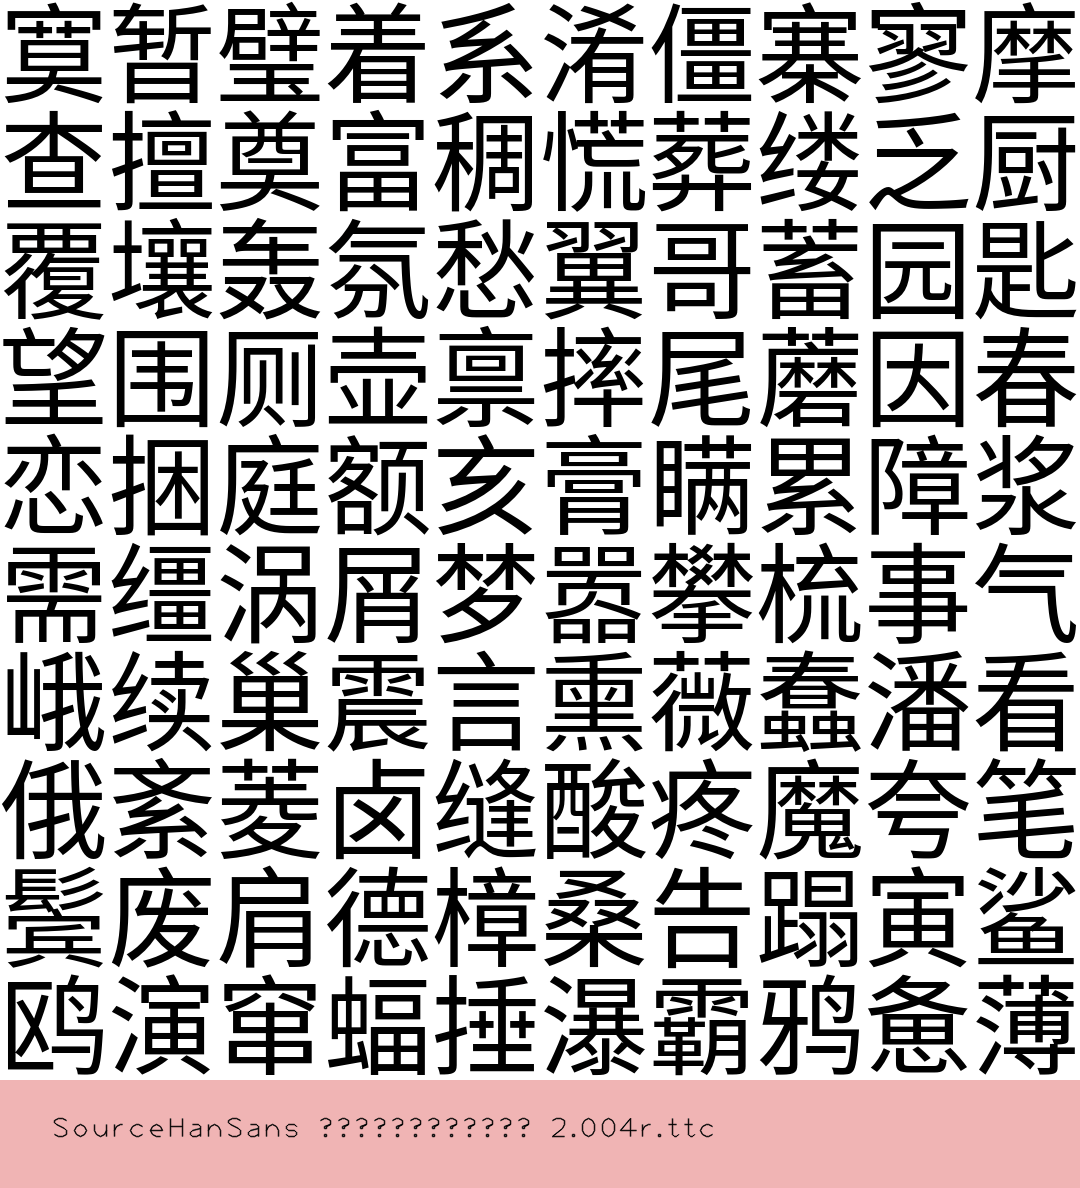 寞暂璧着系淆僵寨寥摩
查擅奠富稠慌葬缕乏厨
覆壤轰氛愁翼哥蓄园匙
望围厕壶禀摔尾蘑因春
恋捆庭额亥膏瞒累障浆
需缰涡屑梦嚣攀梳事气
峨续巢震言熏薇蠢潘看
俄紊菱卤缝酸疼魔夸笔
鬓废肩德樟桑告蹋寅鲨
鸥演窜蝠捶瀑霸鸦惫薄
SourceHanSans ???????????? 2.004r.ttc